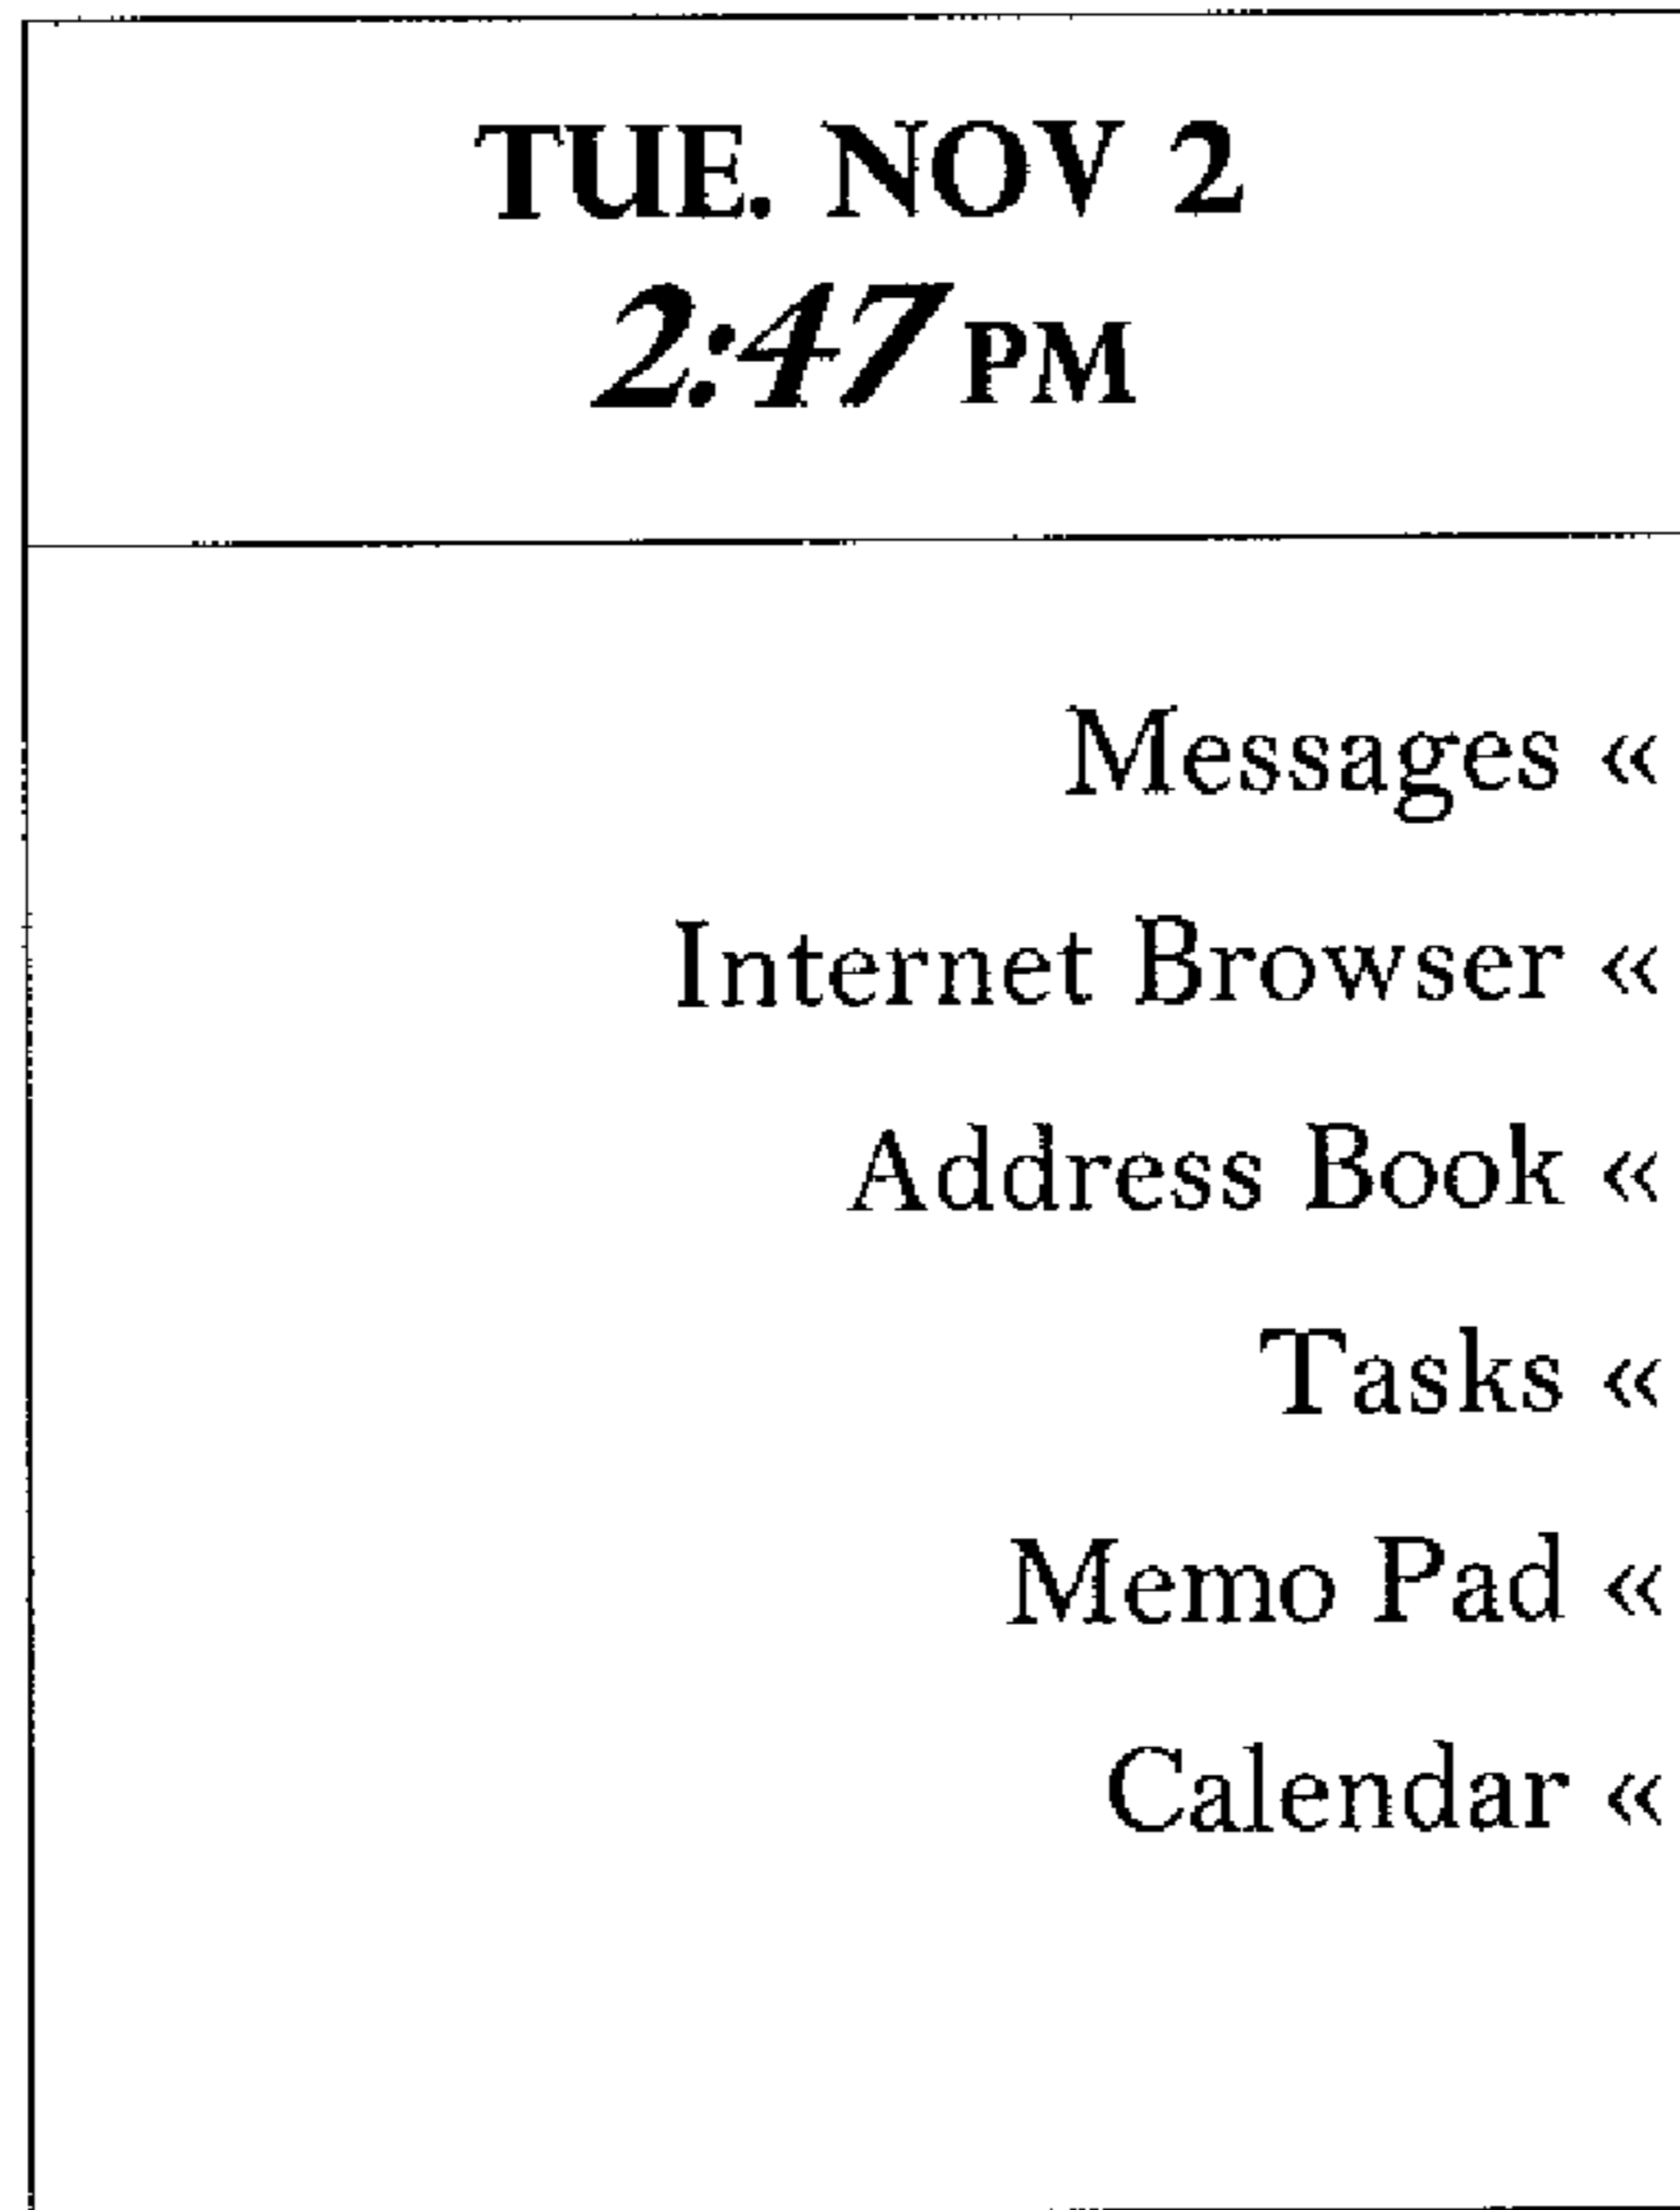 TUE. NOV 2
2:47 PM
Messages «
Internet Browser «
Address Book «
Tasks «
Memo Pad «
Calendar «